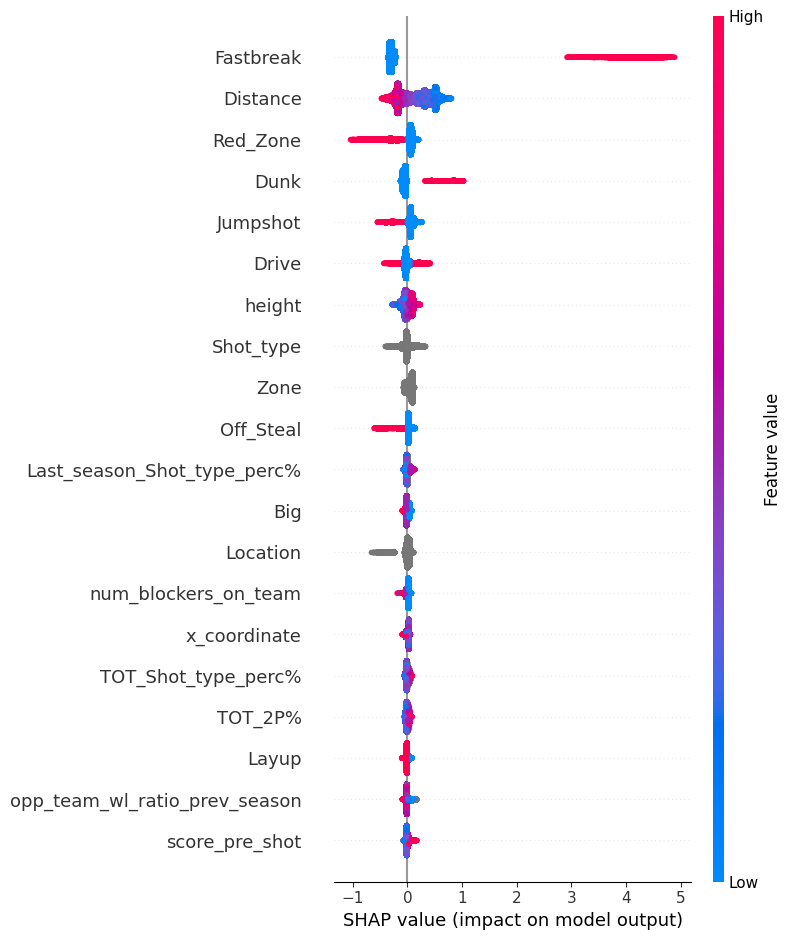 High
Fastbreak
Distance
Red_Zone
Dunk
Jumpshot
Drive
height
Shot_type
Zone
Off_Steal
Last_season_Shot_type_perc%
Big
Location
num_blockers_on_team
x_coordinate
TOT_Shot_type_perc%
TOT_2P%
Layup
opp_team_wl_ratio_prev_season
score_pre_shot
Feature value
Low
−1 0 1 2 3 4 5
SHAP value (impact on model output)